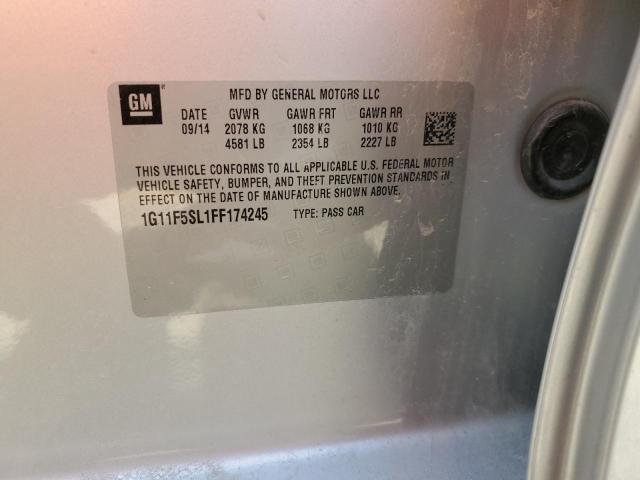 GM
MFD BY GENERAL MOTORS LLC
DATE GVWR GAWR FRT GAWR RR
09/14 2078 KG 1068 KG 1010 KG
4581 LB 2354 LB 2227 LB
THIS VEHICLE CONFORMS TO ALL APPLICABLE U.S. FEDERAL MOTOR
VEHICLE SAFETY, BUMPER, AND THEFT PREVENTION STANDARDS IN
EFFECT ON THE DATE OF MANUFACTURE SHOWN ABOVE.
1G11F5SL1FF174245 TYPE: PASS CAR